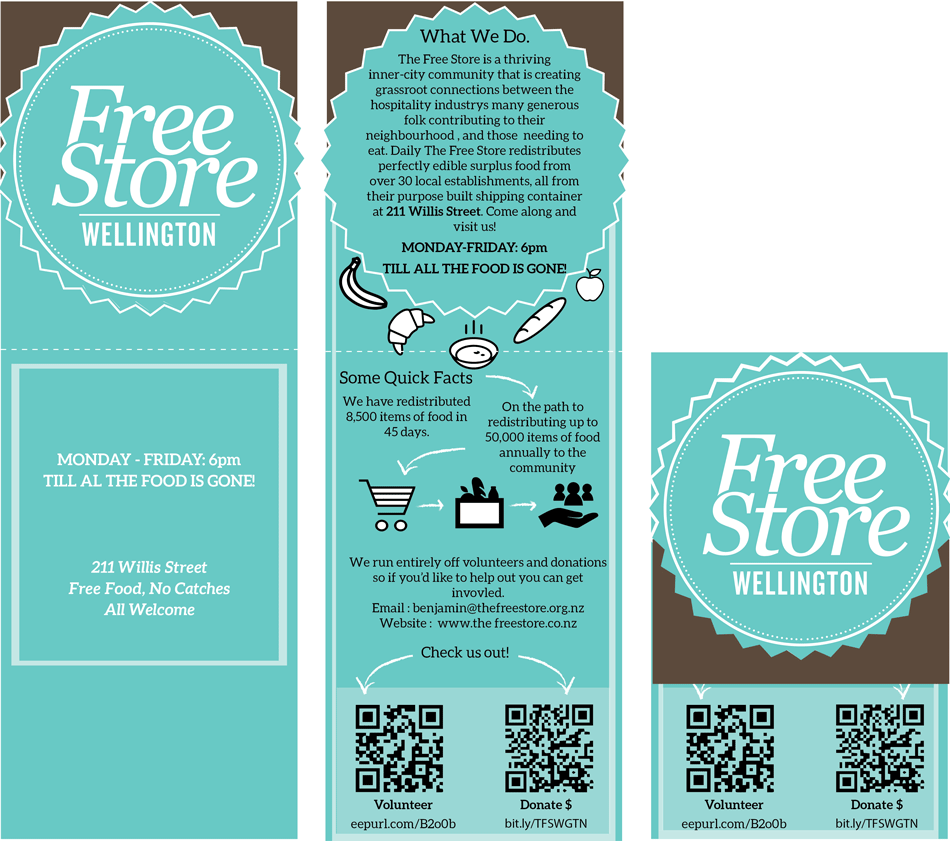 Free
Store
WELLINGTON
MONDAY - FRIDAY: 6pm
TILL AL THE FOOD IS GONE!
211 Willis Street
Free Food, No Catches
All Welcome
What We Do.
The Free Store is a thriving
inner-city community that is creating
grassroot connections between the
hospitality industrys many generous
folk contributing to their
neighbourhood , and those needing to
eat. Daily The Free Store redistributes
perfectly edible surplus food from
over 30 local establishments, all from
their purpose built shipping container
at 211 Willis Street. Come along and
visit us!
MONDAY-FRIDAY: 6pm
TILL ALL THE FOOD IS GONE!
Some Quick Facts
We have redistributed
8,500 items of food in
45 days.
On the path to
redistributing up to
50,000 items of food
annually to the
community
We run entirely off volunteers and donations
so if you'd like to help out you can get
invovled.
Email : benjamin@thefreestore.org.nz
Website : www.the freestore.co.nz
Check us out!
Volunteer
eepurl.com/B2o0b
Donate $
bit.ly/TFSWGTN
Free
Store
WELLINGTON
Volunteer
eepurl.com/B2o0b
Donate $
bit.ly/TFSWGTN